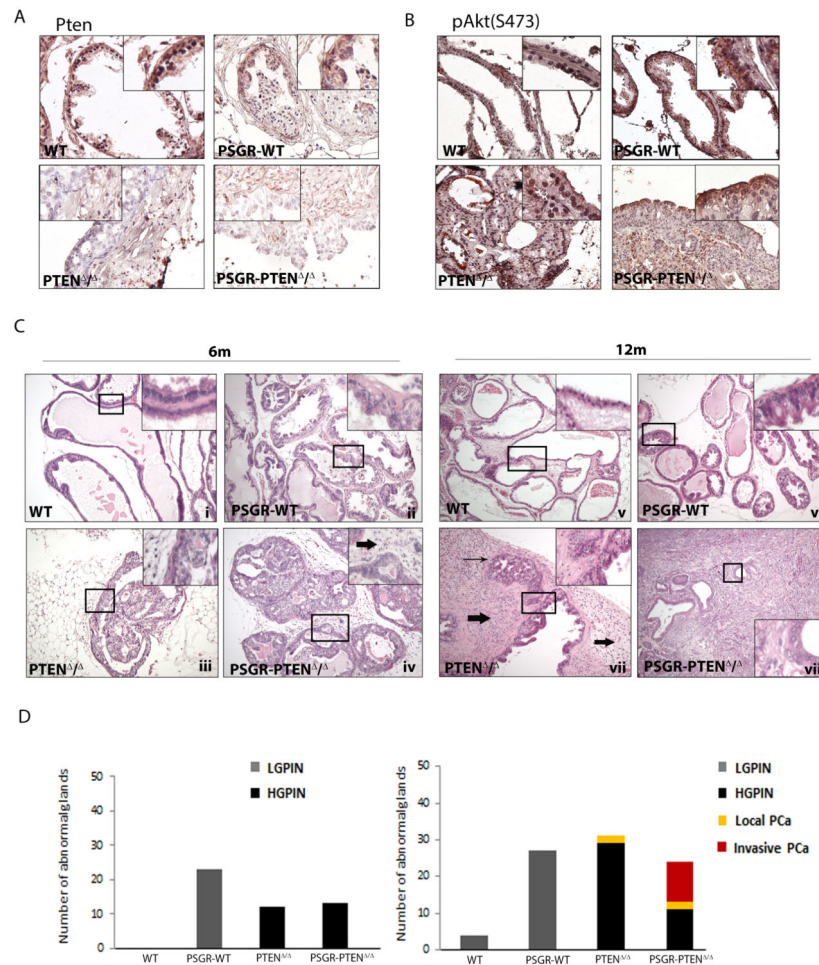 A
Pten
WT
PSGR-WT
PTENΔ/Δ
PSGR-PTENΔ/Δ
B
pAkt(S473)
WT
PSGR-WT
PTENΔ/Δ
PSGR-PTENΔ/Δ
C
6m
12m
WT
i
PSGR-WT
ii
WT
v
PSGR-WT
v
PTENΔ/Δ
iii
PSGR-PTENΔ/Δ
iv
PTENΔ/Δ
vii
PSGR-PTENΔ/Δ
vii
D
Number of abnormalglands
50
40
30
20
10
0
LGPIN
HGPIN
WT
PSGR-WT
PTENΔ/Δ
PSGR-PTENΔ/Δ
Number of abnormalglands
50
40
30
20
10
0
LGPIN
HGPIN
Local PCa
Invasive PCa
WT
PSGR-WT
PTENΔ/Δ
PSGR-PTENΔ/Δ